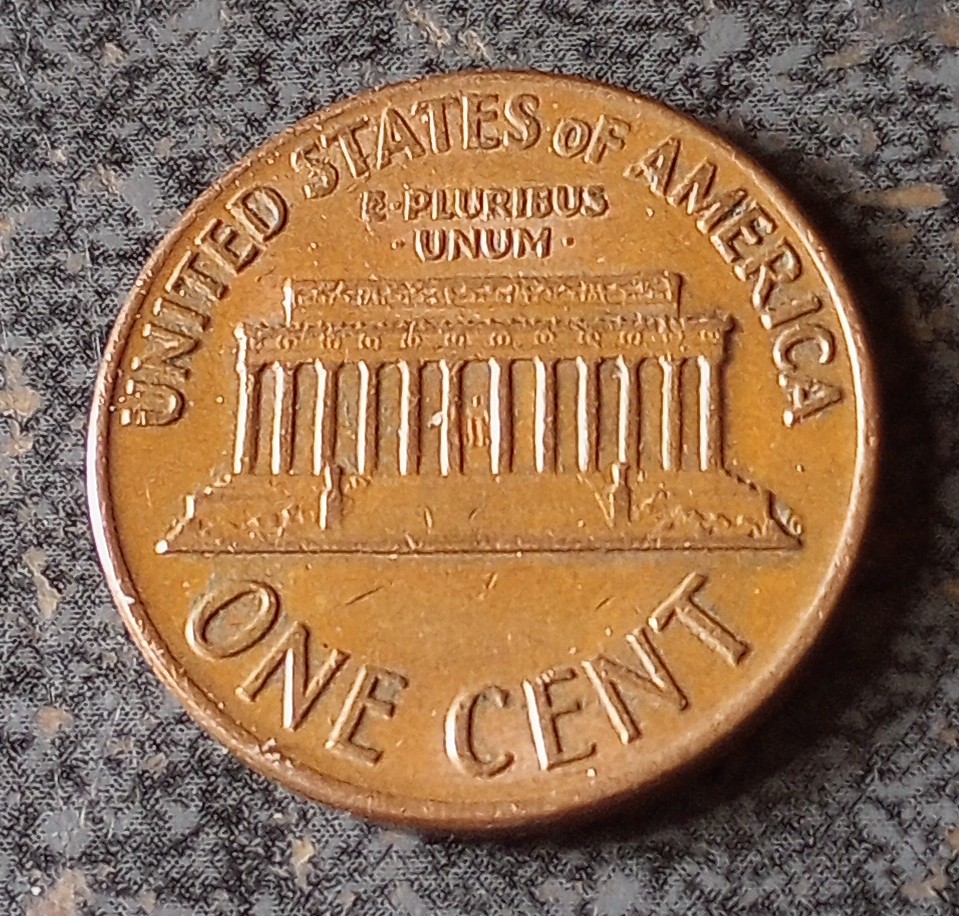 UNITED STATES OF AMERICA
E·PLURIBUS
·UNUM·
ONE CENT